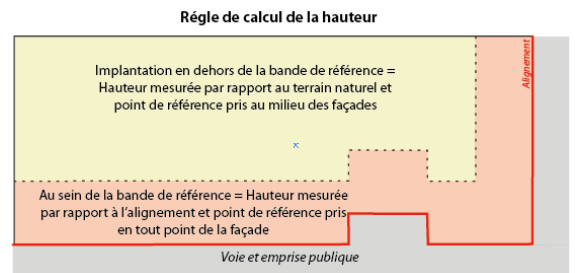 Régle de calcul de la hauteur
Implantation en dehors de la bande de référence =
Hauteur mesurée par rapport au terrain naturel et
point de référence pris au milieu des façades
Alignement
x
Au sein de la bande de référence = Hauteur mesurée
par rapport à l'alignement et point de référence pris
en tout point de la façade
Voie et emprise publique